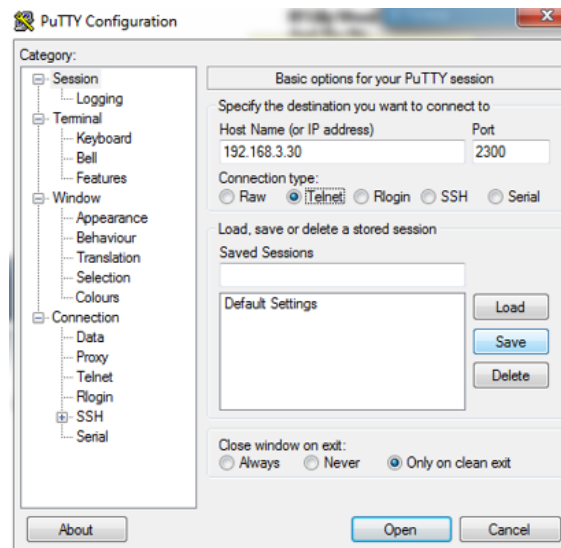 PuTTY Configuration
Category:
Session
Logging
Terminal
Keyboard
Bell
Features
Window
Appearance
Behaviour
Translation
Selection
Colours
Connection
Data
Proxy
Telnet
Rlogin
SSH
Serial
Basic options for your PuTTY session
Specify the destination you want to connect to
Host Name (or IP address) Port
192.168.3.30 2300
Connection type:
Raw Telnet Rlogin SSH Serial
Load, save or delete a stored session
Saved Sessions
Default Settings
Load
Save
Delete
Close window on exit:
Always Never Only on clean exit
About Open Cancel